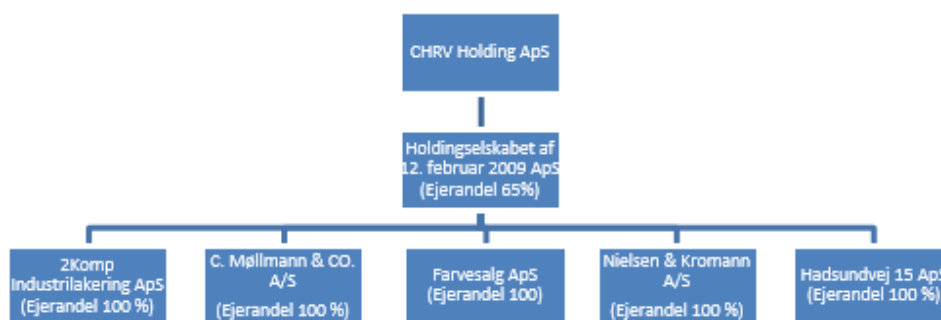 CHRV Holding ApS
Holdingselskabet af
12. februar 2009 ApS
(Ejerandel 65%)
2Komp
Industrilakering ApS
(Ejerandel 100 %)
C. Møllmann & CO.
A/S
(Ejerandel 100 %)
Farvesalg ApS
(Ejerandel 100)
Nielsen & Kromann
A/S
(Ejerandel 100 %)
Hadsundvej 15 ApS
(Ejerandel 100 %)